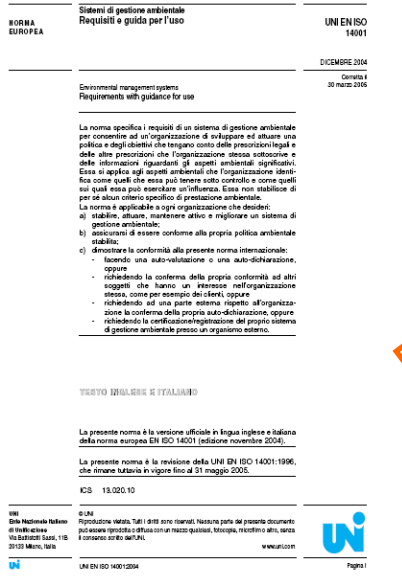 NORMA
EUROPEA
Sistemi di gestione ambientale
Requisiti e guida per l'uso
UNI EN ISO
14001
DICEMBRE 2004
Corretta il
30 marzo 2005
Environmental management systems
Requirements with guidance for use
La norma specifica i requisiti di un sistema di gestione ambientale
per consentire ad un'organizzazione di sviluppare ed attuare una
politica e degli obiettivi che tengano conto delle prescrizioni legali e
delle altre prescrizioni che l'organizzazione stessa sottoscrive e
delle informazioni riguardanti gli aspetti ambientali significativi.
Essa si applica agli aspetti ambientali che l'organizzazione identi-
fica come quelli che essa può tenere sotto controllo e come quelli
sui quali essa può esercitare un'influenza. Essa non stabilisce di
per sé alcun criterio specifico di prestazione ambientale.
La norma è applicabile a ogni organizzazione che desideri:
a) stabilire, attuare, mantenere attivo e migliorare un sistema di
gestione ambientale;
b) assicurarsi di essere conforme alla propria politica ambientale
stabilita;
c) dimostrare la conformità alla presente norma internazionale:
- facendo una auto-valutazione o una auto-dichiarazione,
oppure
- richiedendo la conferma della propria conformità ad altri
soggetti che hanno un interesse nell'organizzazione
stessa, come per esempio dei clienti, oppure
- richiedendo ad una parte esterna rispetto all'organizza-
zione la conferma della propria auto-dichiarazione, oppure
- richiedendo la certificazione/registrazione del proprio sistema
di gestione ambientale presso un organismo esterno.
TESTO INGLESE E ITALIANO
La presente norma è la versione ufficiale in lingua inglese e italiana
della norma europea EN ISO 14001 (edizione novembre 2004).
La presente norma è la revisione della UNI EN ISO 14001:1996,
che rimane tuttavia in vigore fino al 31 maggio 2005.
ICS 13.020.10
UNI
Ente Nazionale Italiano
di Unificazione
Via Battistotti Sassi, 11B
20133 Milano, Italia
© UNI
Riproduzione vietata. Tutti i diritti sono riservati. Nessuna parte del presente documento
può essere riprodotta o diffusa con un mezzo qualsiasi, fotocopie, microfilm o altro, senza
il consenso scritto dell'UNI.
www.uni.com
UNI
UNI
UNI EN ISO 14001:2004
Pagina I